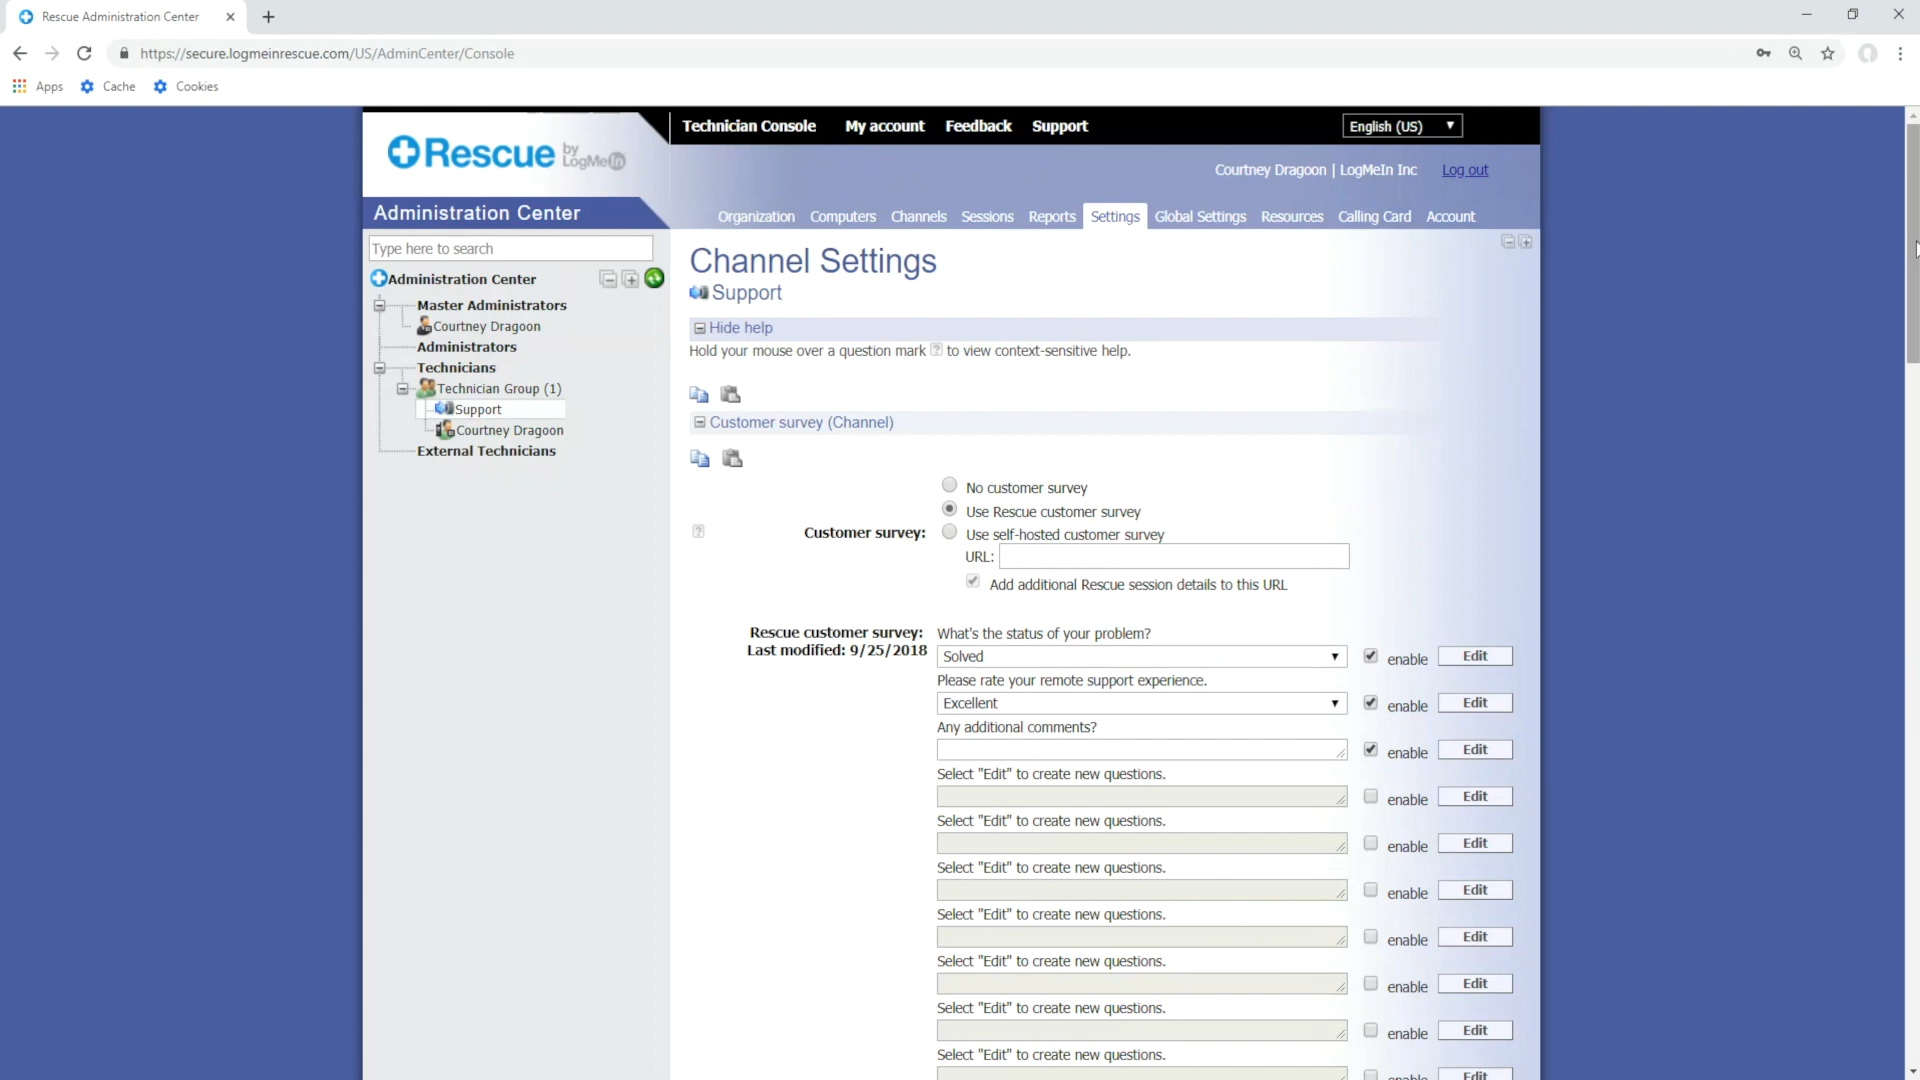 Rescue Administration Center
https://secure.logmeinrescue.com/US/AdminCenter/Console
Apps Cache Cookies
Technician Console My account Feedback Support English (US)
Rescue by LogMeIn
Courtney Dragoon | LogMeIn Inc Log out
Administration Center
Organization Computers Channels Sessions Reports Settings Global Settings Resources Calling Card Account
Type here to search
Administration Center
Master Administrators
Courtney Dragoon
Administrators
Technicians
Technician Group (1)
Support
Courtney Dragoon
External Technicians
Channel Settings
Support
Hide help
Hold your mouse over a question mark ? to view context-sensitive help.
Customer survey (Channel)
No customer survey
Use Rescue customer survey
? Customer survey: Use self-hosted customer survey
URL:
Add additional Rescue session details to this URL
Rescue customer survey: What's the status of your problem?
Last modified: 9/25/2018 Solved enable Edit
Please rate your remote support experience.
Excellent enable Edit
Any additional comments?
enable Edit
Select "Edit" to create new questions.
enable Edit
Select "Edit" to create new questions.
enable Edit
Select "Edit" to create new questions.
enable Edit
Select "Edit" to create new questions.
enable Edit
Select "Edit" to create new questions.
enable Edit
Select "Edit" to create new questions.
enable Edit
Select "Edit" to create new questions.
enable Edit